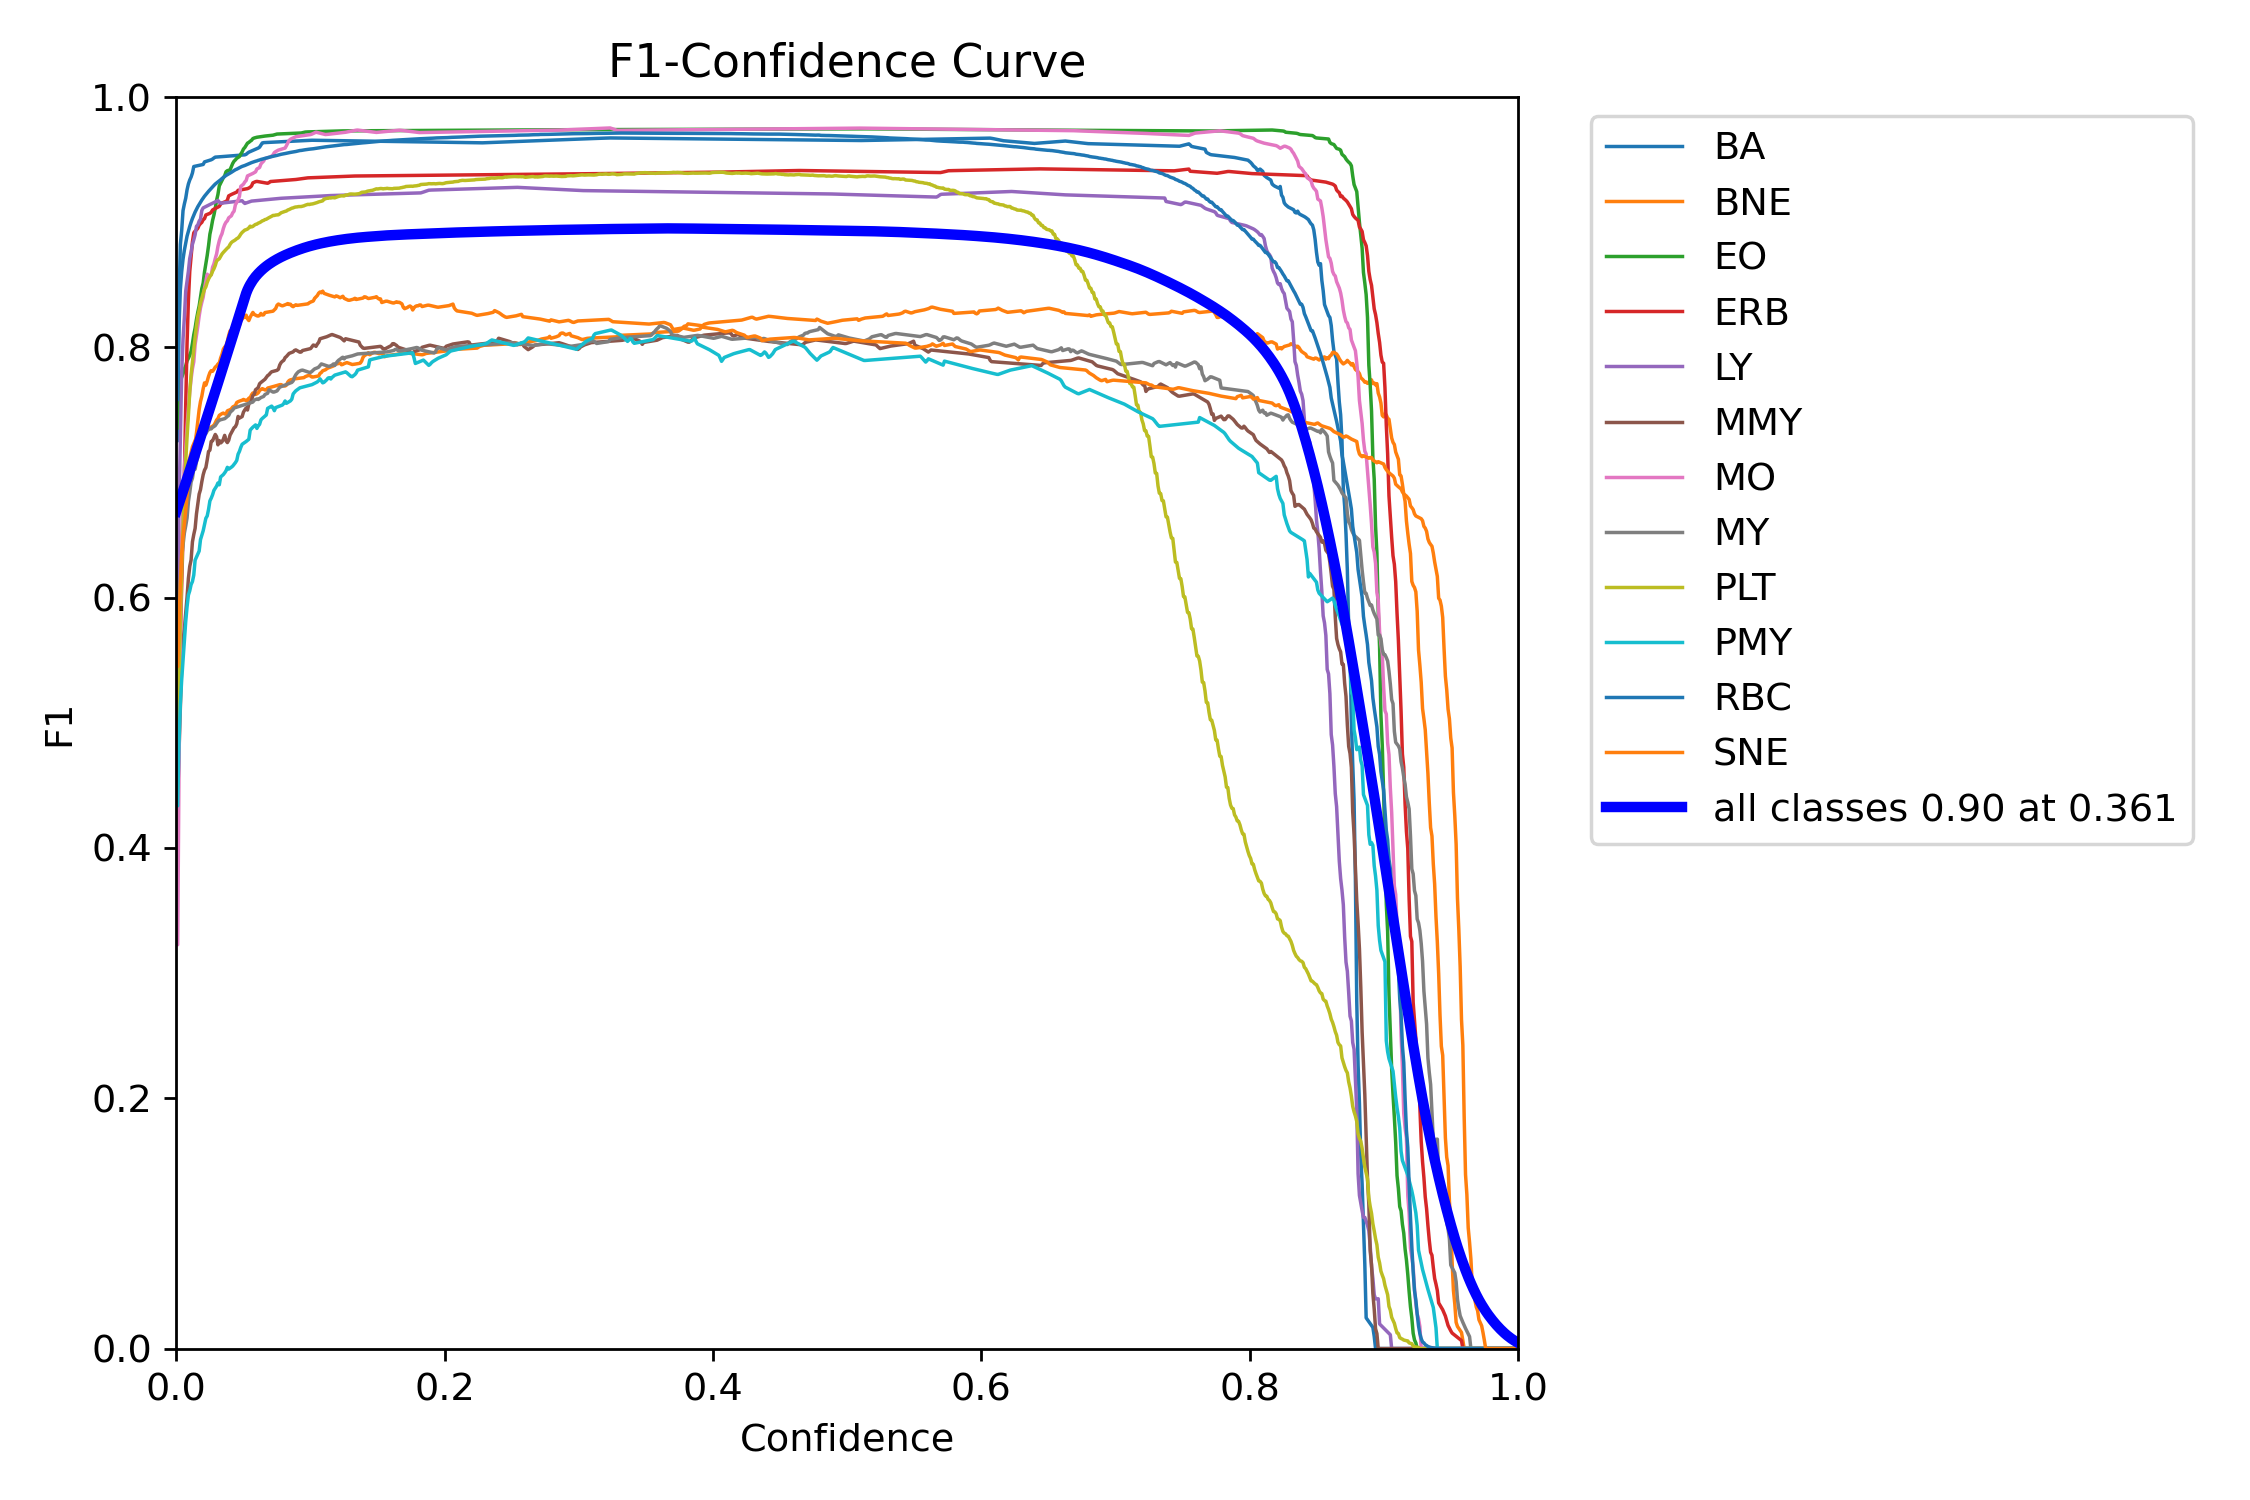 F1-Confidence Curve
1.0
0.8
0.6
0.4
0.2
0.0
F1
0.0 0.2 0.4 0.6 0.8 1.0
Confidence
BA
BNE
EO
ERB
LY
MMY
MO
MY
PLT
PMY
RBC
SNE
all classes 0.90 at 0.361